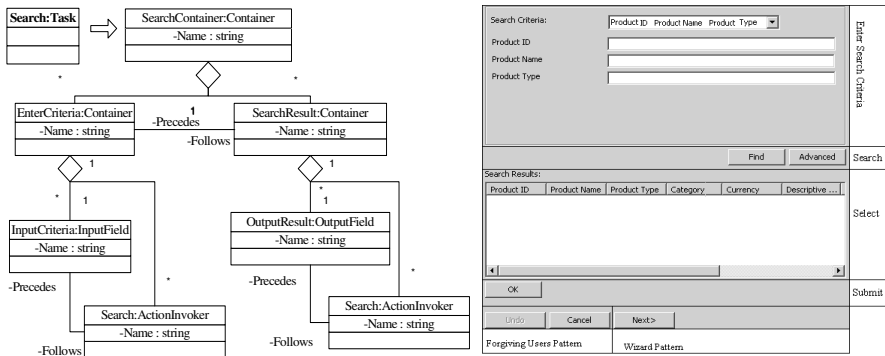 Search:Task
SearchContainer:Container
-Name : string
*
*
EnterCriteria:Container
-Name : string
1
-Precedes
-Follows
SearchResult:Container
-Name : string
1
1
*
1
*
1
InputCriteria:InputField
-Name : string
OutputResult:OutputField
-Name : string
*
*
-Precedes
-Precedes
Search:ActionInvoker
-Name : string
Search:ActionInvoker
-Name : string
-Follows
-Follows
Search Criteria:
Product ID Product Name Product Type
Product ID
Product Name
Product Type
Enter Search Criteria
Find
Advanced
Search
Search Results:
Product ID
Product Name
Product Type
Category
Currency
Descriptive ...
Select
OK
Submit
Undo
Cancel
Next>
Forgiving Users Pattern
Wizard Pattern